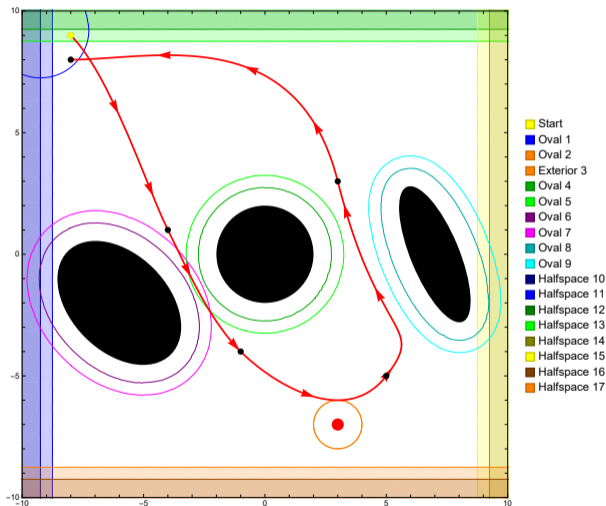 10
5
0
-5
-10
-10
-5
0
5
10
Start
Oval 1
Oval 2
Exterior 3
Oval 4
Oval 5
Oval 6
Oval 7
Oval 8
Oval 9
Halfspace 10
Halfspace 11
Halfspace 12
Halfspace 13
Halfspace 14
Halfspace 15
Halfspace 16
Halfspace 17